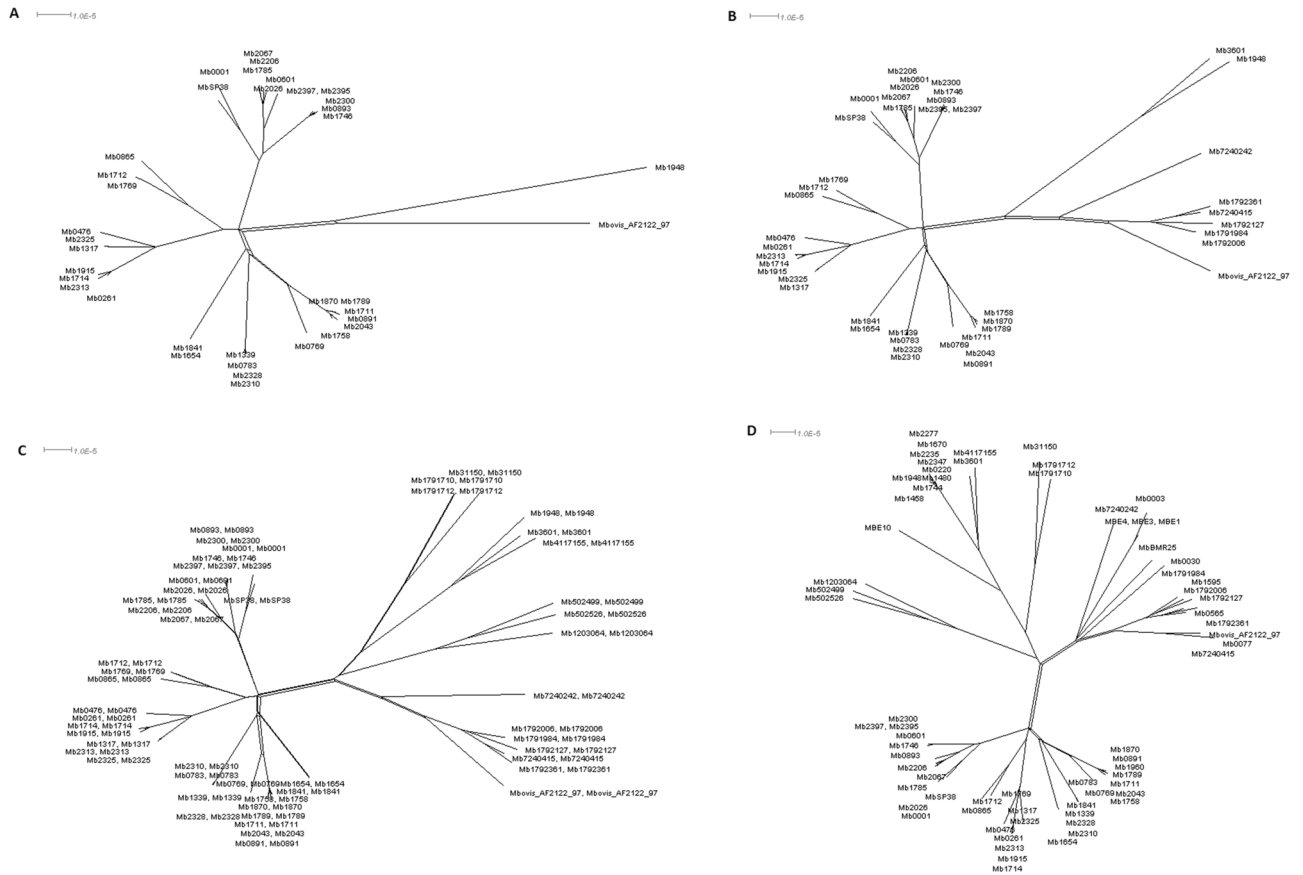 A
1.0E-5
Mb2067
Mb2206
Mb0001
Mb1785
Mb0601
MbSP38
Mb2026
Mb2397, Mb2395
Mb2300
Mb0893
Mb1746
Mb0865
Mb1712
Mb1769
Mb1948
Mb0476
Mb2325
Mb1317
Mbovis_AF2122_97
Mb1915
Mb1714
Mb2313
Mb0261
Mb1870 Mb1789
Mb1711
Mb0891
Mb2043
Mb1758
Mb0769
Mb1841
Mb1654
Mb1339
Mb0783
Mb2328
Mb2310
B
1.0E-5
Mb3601
Mb1948
Mb2206
Mb0601
Mb2300
Mb2026
Mb1746
Mb2067
Mb0893
Mb0001
Mb1785
Mb2395, Mb2397
MbSP38
Mb7240242
Mb1769
Mb1712
Mb0865
Mb1792361
Mb7240415
Mb1792127
Mb1791984
Mb1792006
Mb0476
Mb0261
Mb2313
Mb1714
Mb1915
Mb2325
Mb1317
Mbovis_AF2122_97
Mb1841
Mb1654
Mb1758
Mb1870
Mb1789
Mb1711
Mb1339
Mb0783
Mb2328
Mb2310
Mb0769
Mb2043
Mb0891
C
1.0E-5
Mb31150, Mb31150
Mb1791710, Mb1791710
Mb1791712, Mb1791712
Mb1948, Mb1948
Mb0893, Mb0893
Mb2300, Mb2300
Mb0001, Mb0001
Mb1746, Mb1746
Mb2397, Mb2397, Mb2395
Mb3601, Mb3601
Mb4117155, Mb4117155
Mb0601, Mb0601
Mb2026, Mb2026
Mb1785, Mb1785
MbSP38, MbSP38
Mb2206, Mb2206
Mb2067, Mb2067
Mb502499, Mb502499
Mb502526, Mb502526
Mb1203064, Mb1203064
Mb1712, Mb1712
Mb1769, Mb1769
Mb0865, Mb0865
Mb7240242, Mb7240242
Mb0476, Mb0476
Mb0261, Mb0261
Mb1714, Mb1714
Mb1915, Mb1915
Mb1317, Mb1317
Mb2313, Mb2313
Mb2325, Mb2325
Mb1792006, Mb1792006
Mb1791984, Mb1791984
Mb1792127, Mb1792127
Mb7240415, Mb7240415
Mb1792361, Mb1792361
Mbovis_AF2122_97, Mbovis_AF2122_97
Mb2310, Mb2310
Mb0783, Mb0783
Mb0769, Mb0769
Mb1654, Mb1654
Mb1841, Mb1841
Mb1339, Mb1339
Mb1758, Mb1758
Mb1870, Mb1870
Mb2328, Mb2328
Mb1789, Mb1789
Mb1711, Mb1711
Mb2043, Mb2043
Mb0891, Mb0891
D
1.0E-5
Mb2277
Mb1670
Mb2235
Mb2347
Mb0220
Mb1948
Mb1480
Mb1744
Mb1458
Mb4117155
Mb3601
Mb31150
Mb1791712
Mb1791710
Mb0003
Mb7240242
MBE4, MBE3, MBE1
MBE10
MbBMR25
Mb0030
Mb1791984
Mb1595
Mb1792006
Mb1792127
Mb1203064
Mb502499
Mb502526
Mb0565
Mb1792361
Mbovis_AF2122_97
Mb0077
Mb7240415
Mb2300
Mb2397, Mb2395
Mb0601
Mb1746
Mb0893
Mb2206
Mb2067
Mb1785
MbSP38
Mb2026
Mb0001
Mb1712
Mb0865
Mb1769
Mb1317
Mb2325
Mb0476
Mb0261
Mb2313
Mb1915
Mb1714
Mb1870
Mb0891
Mb1960
Mb1789
Mb0783
Mb1711
Mb0769
Mb2043
Mb1758
Mb1841
Mb1339
Mb2328
Mb2310
Mb1654